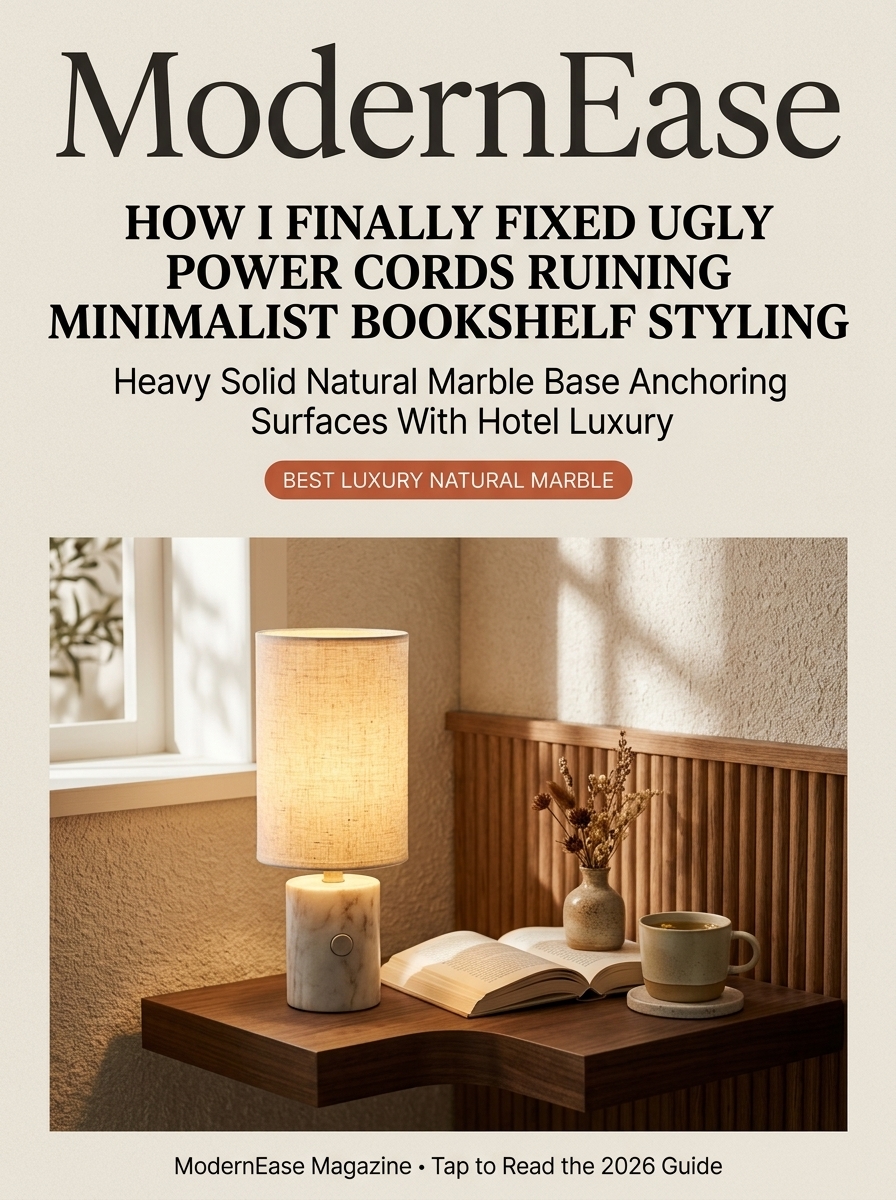 ModernEase
HOW I FINALLY FIXED UGLY
POWER CORDS RUINING
MINIMALIST BOOKSHELF STYLING
Heavy Solid Natural Marble Base Anchoring
Surfaces With Hotel Luxury
BEST LUXURY NATURAL MARBLE
ModernEase Magazine • Tap to Read the 2026 Guide